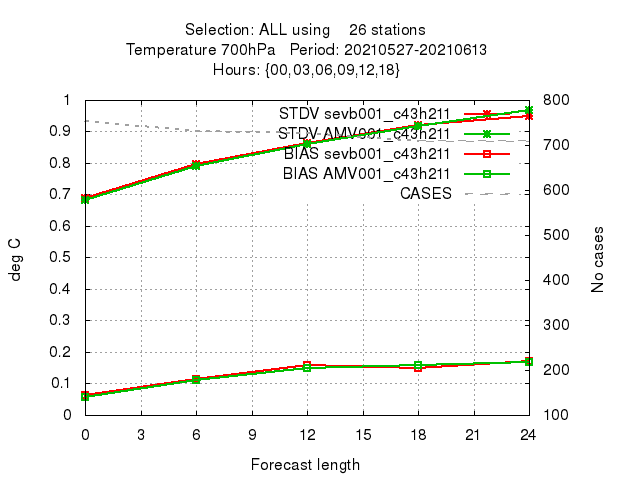 Selection: ALL using 26 stations
Temperature 700hPa Period: 20210527-20210613
Hours: {00,03,06,09,12,18}
STDV sevb001_c43h211
STDV AMV001_c43h211
BIAS sevb001_c43h211
BIAS AMV001_c43h211
CASES
1
0.9
0.8
0.7
0.6
0.5
0.4
0.3
0.2
0.1
0
deg C
800
700
600
500
400
300
200
100
No cases
0 3 6 9 12 15 18 21 24
Forecast length